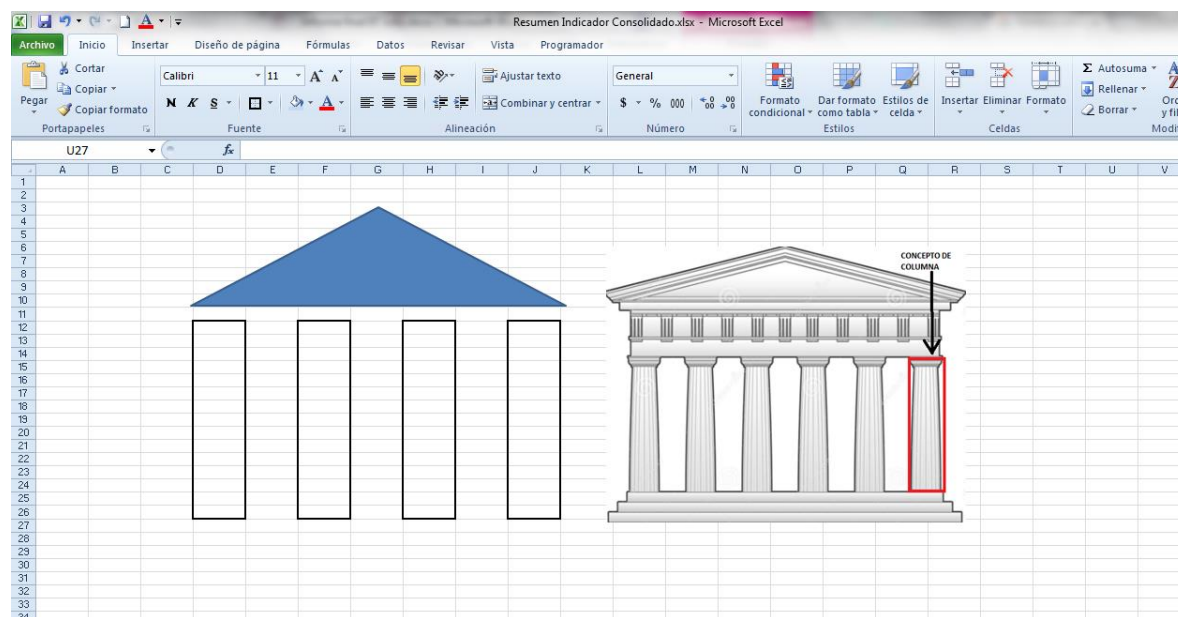 Resumen Indicador Consolidado.xlsx - Microsoft Excel
Archivo Inicio Insertar Diseño de página Fórmulas Datos Revisar Vista Programador
Pegar
Cortar
Copiar
Copiar formato
Portapapeles
Calibri 11
N K S
Fuente
Ajustar texto
Combinar y centrar
Alineación
General
$ % 000
Número
Formato condicional
Dar formato como tabla
Estilos de celda
Estilos
Insertar Eliminar Formato
Celdas
Σ Autosuma
Rellenar
Borrar
U27
fx
A B C D E F G H I J K L M N O P Q R S T U V
1
2
3
4
5
6
7
8
9
10
11
12
13
14
15
16
17
18
19
20
21
22
23
24
25
26
27
28
29
30
31
32
33
CONCEPTO DE
COLUMNA